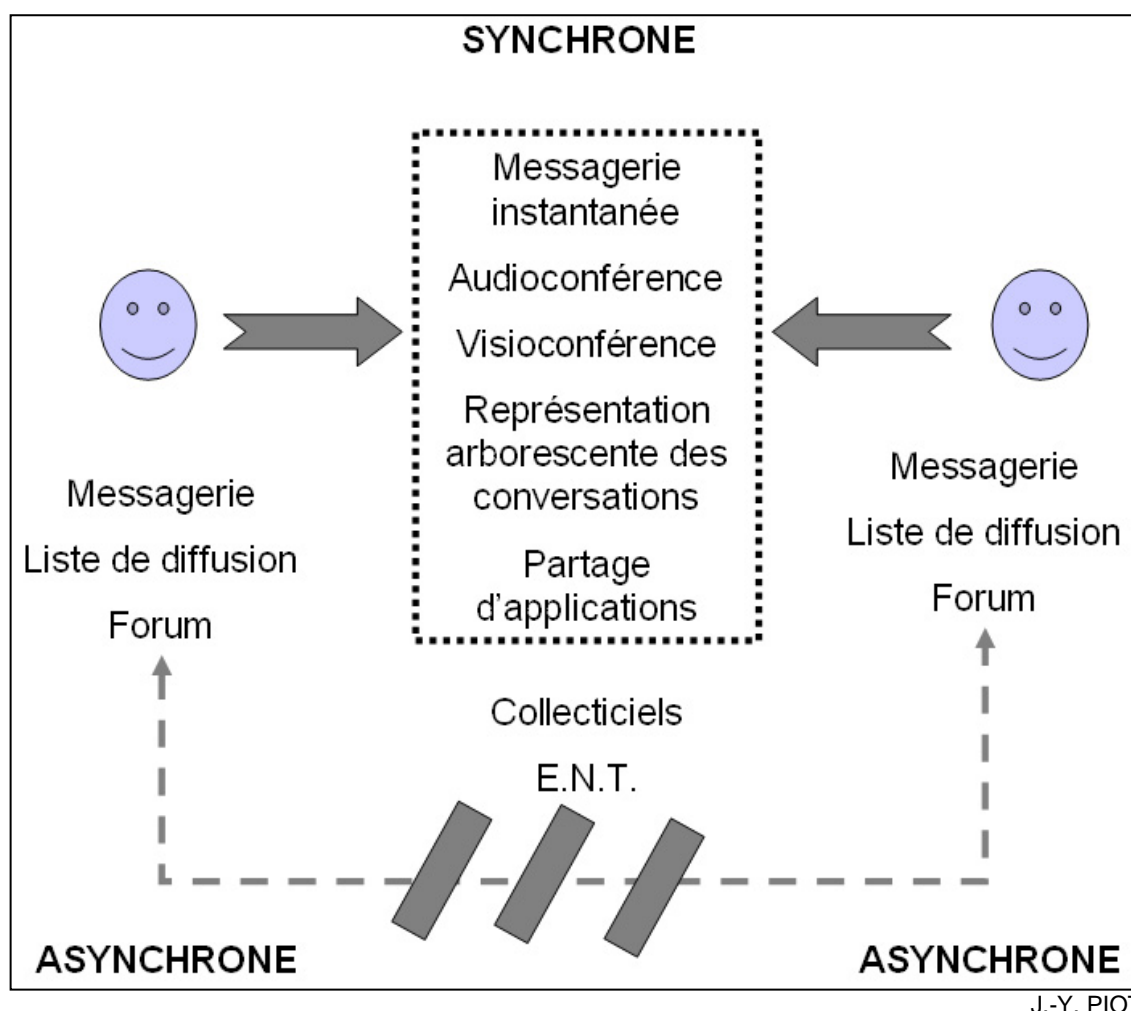 SYNCHRONE
Messagerie
instantanée
Audioconférence
Visioconférence
Représentation
arborescente des
conversations
Partage
d'applications
Messagerie
Liste de diffusion
Forum
Messagerie
Liste de diffusion
Forum
Collecticiels
E.N.T.
ASYNCHRONE
ASYNCHRONE
J.-Y. PIOT